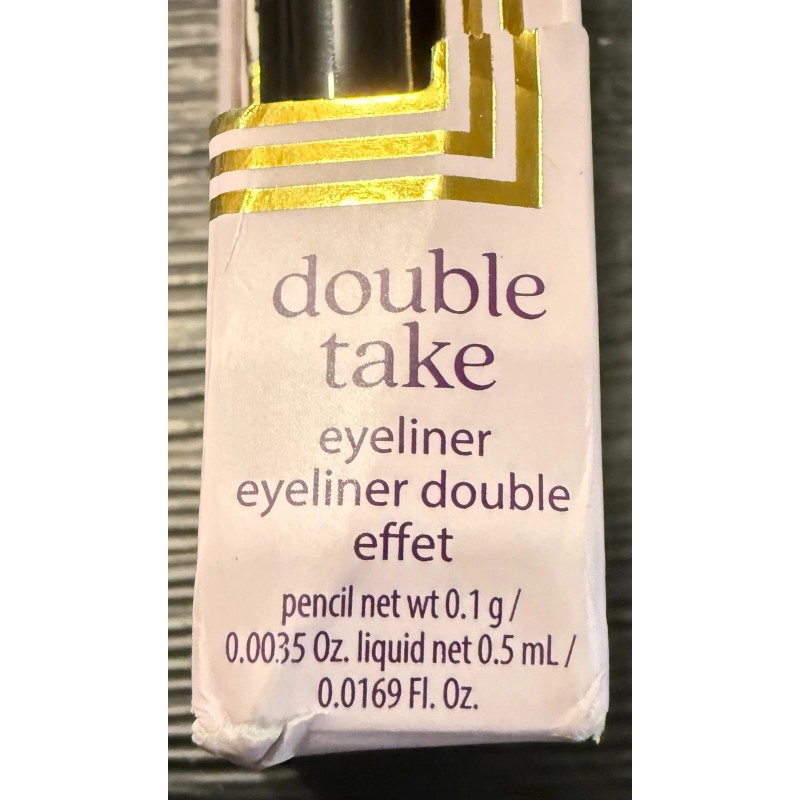 double
take
eyeliner
eyeliner double
effet
pencil net wt 0.1 g /
0.0035 Oz. liquid net 0.5 mL /
0.0169 Fl. Oz.